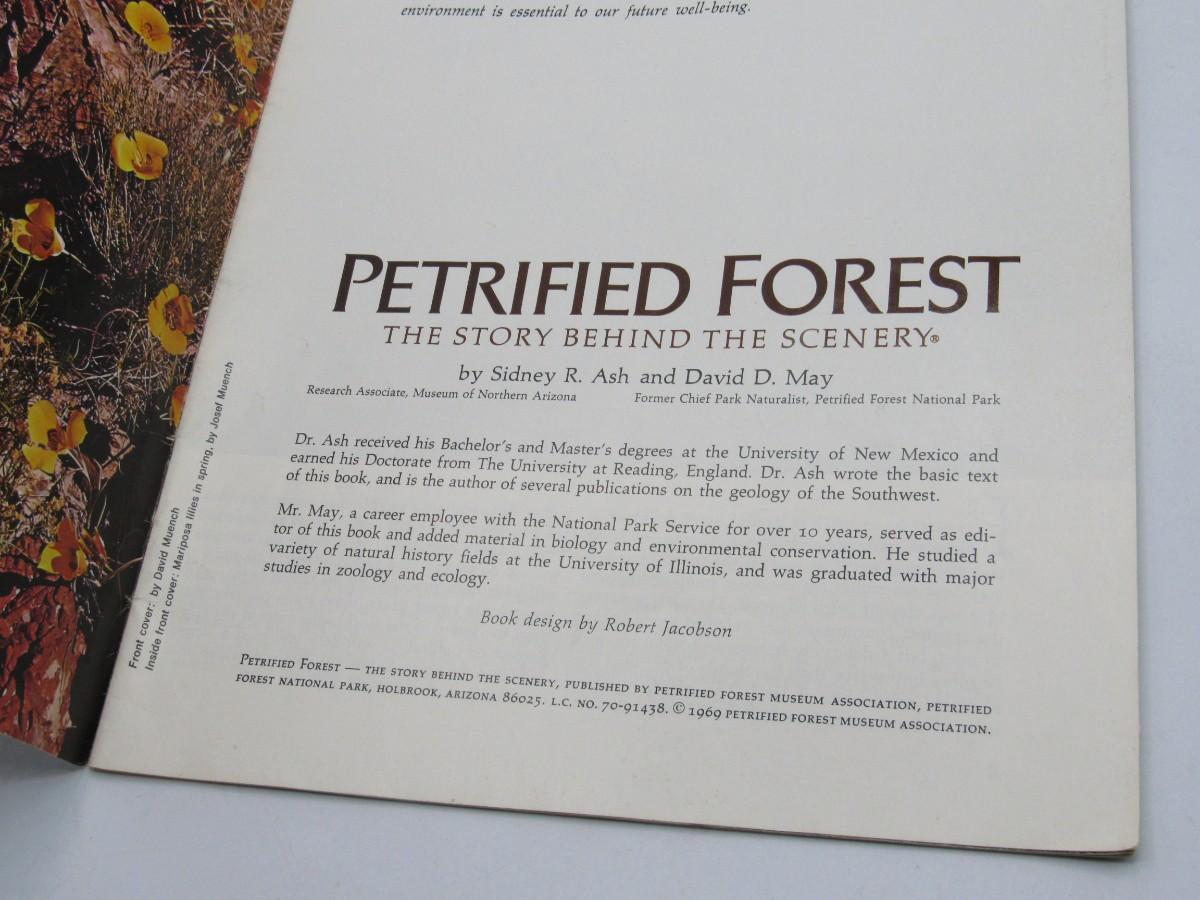 environment is essential to our future well-being.
PETRIFIED FOREST
THE STORY BEHIND THE SCENERY®
by Sidney R. Ash and David D. May
Research Associate, Museum of Northern Arizona Former Chief Park Naturalist, Petrified Forest National Park
Dr. Ash received his Bachelor's and Master's degrees at the University of New Mexico and
earned his Doctorate from The University at Reading, England. Dr. Ash wrote the basic text
of this book, and is the author of several publications on the geology of the Southwest.
Mr. May, a career employee with the National Park Service for over 10 years, served as edi-
tor of this book and added material in biology and environmental conservation. He studied a
variety of natural history fields at the University of Illinois, and was graduated with major
studies in zoology and ecology.
Book design by Robert Jacobson
PETRIFIED FOREST — THE STORY BEHIND THE SCENERY, PUBLISHED BY PETRIFIED FOREST MUSEUM ASSOCIATION, PETRIFIED
FOREST NATIONAL PARK, HOLBROOK, ARIZONA 86025. L.C. NO. 70-91438. © 1969 PETRIFIED FOREST MUSEUM ASSOCIATION.
Front cover: by David Muench
Inside front cover: Mariposa lilies in spring, by Josef Muench